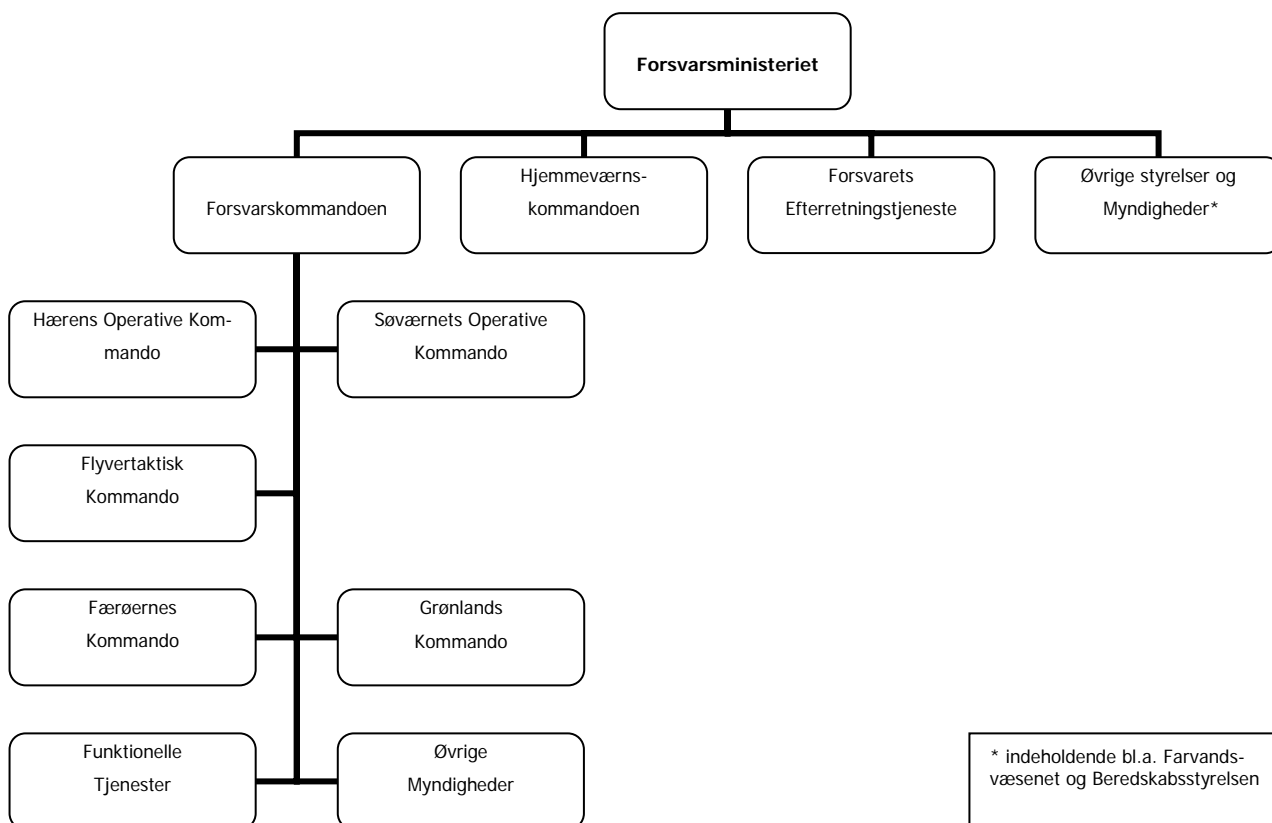 Forsvarsministeriet
Forsvarskommandoen
Hjemmeværns-
kommandoen
Forsvarets
Efterretningstjeneste
Øvrige styrelser og
Myndigheder*
Hærens Operative Kom-
mando
Søværnets Operative
Kommando
Flyvertaktisk
Kommando
Færøernes
Kommando
Grønlands
Kommando
Funktionelle
Tjenester
Øvrige
Myndigheder
* indeholdende bl.a. Farvands-
væsenet og Beredskabsstyrelsen